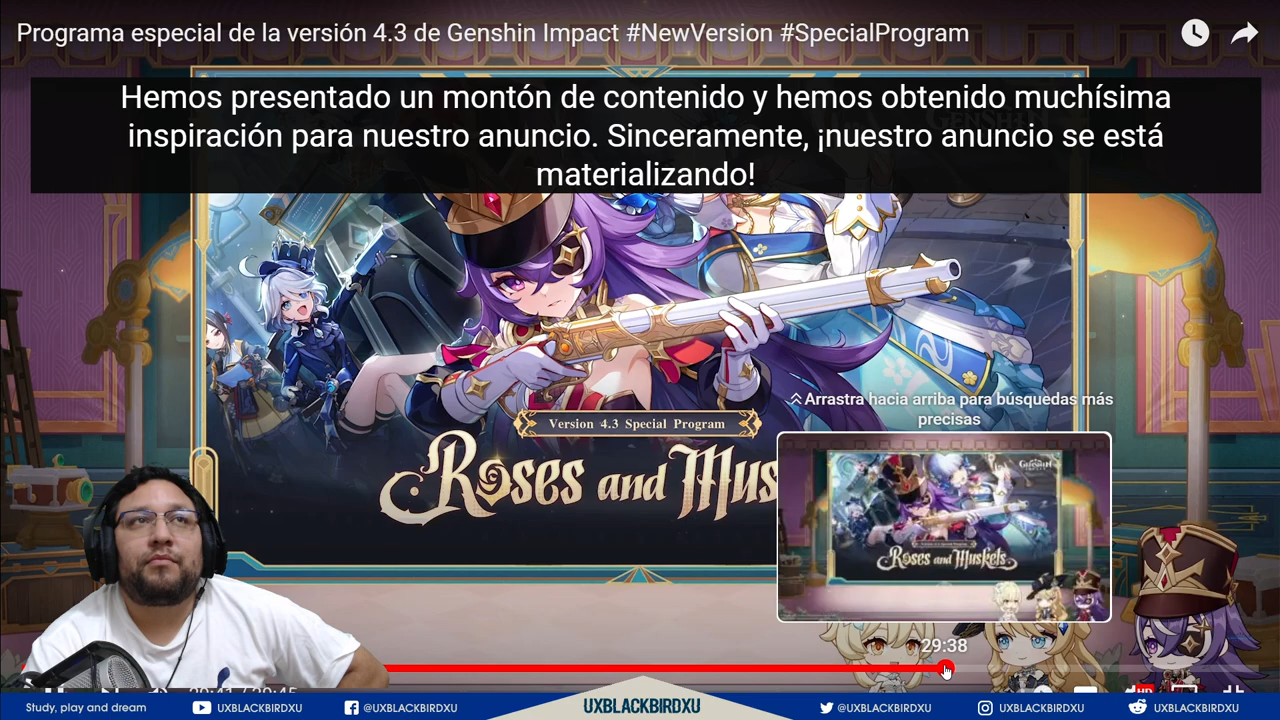 Programa especial de la versión 4.3 de Genshin Impact #NewVersion #SpecialProgram
Hemos presentado un montón de contenido y hemos obtenido muchísima
inspiración para nuestro anuncio. Sinceramente, ¡nuestro anuncio se está
materializando!
Version 4.3 Special Program
Roses and Mus
Arrastra hacia arriba para búsquedas más
precisas
Roses and Muskets
29:38
HD
Study, play and dream
UXBLACKBIRDXU
@UXBLACKBIRDXU
UXBLACKBIRDXU
@UXBLACKBIRDXU
UXBLACKBIRDXU
UXBLACKBIRDXU